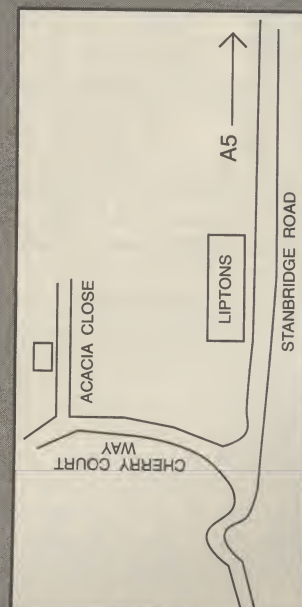 ACACIA CLOSE
CHERRY COURT
WAY
LIPTONS
A5
STANBRIDGE ROAD